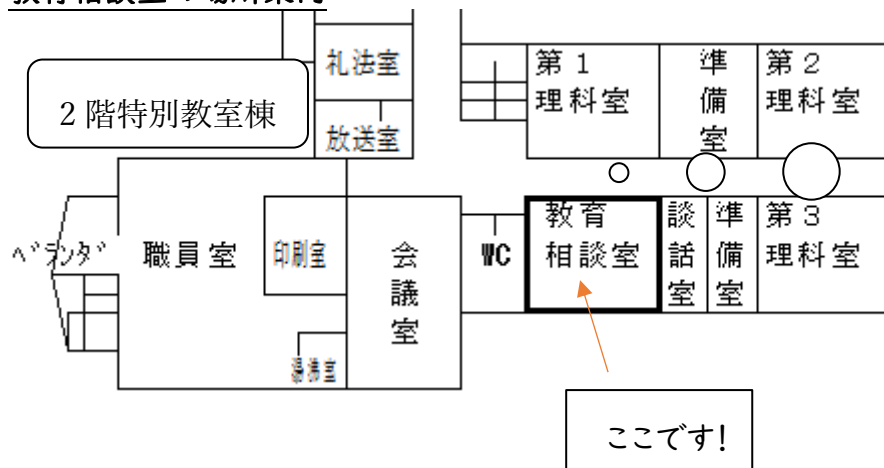 教育相談室の場所案内
2階特別教室棟
礼法室
放送室
第1
理科室
準
備
室
第2
理科室
ベランダ
職員室
印刷室
湯沸室
会
議
室
WC
教育
相談室
談
話
室
準
備
室
第3
理科室
ここです!